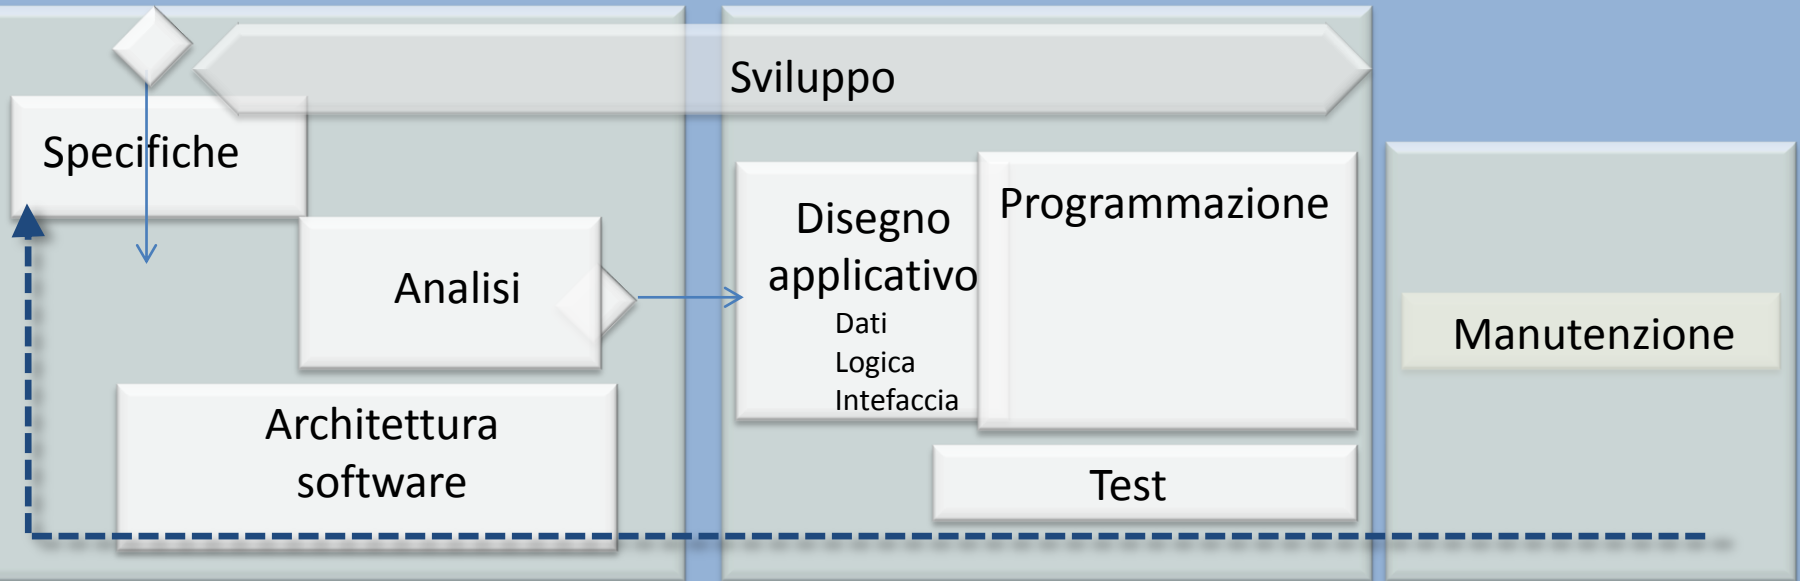 Sviluppo
Specifiche
Analisi
Architettura
software
Disegno
applicativo
Dati
Logica
Intefaccia
Programmazione
Test
Manutenzione